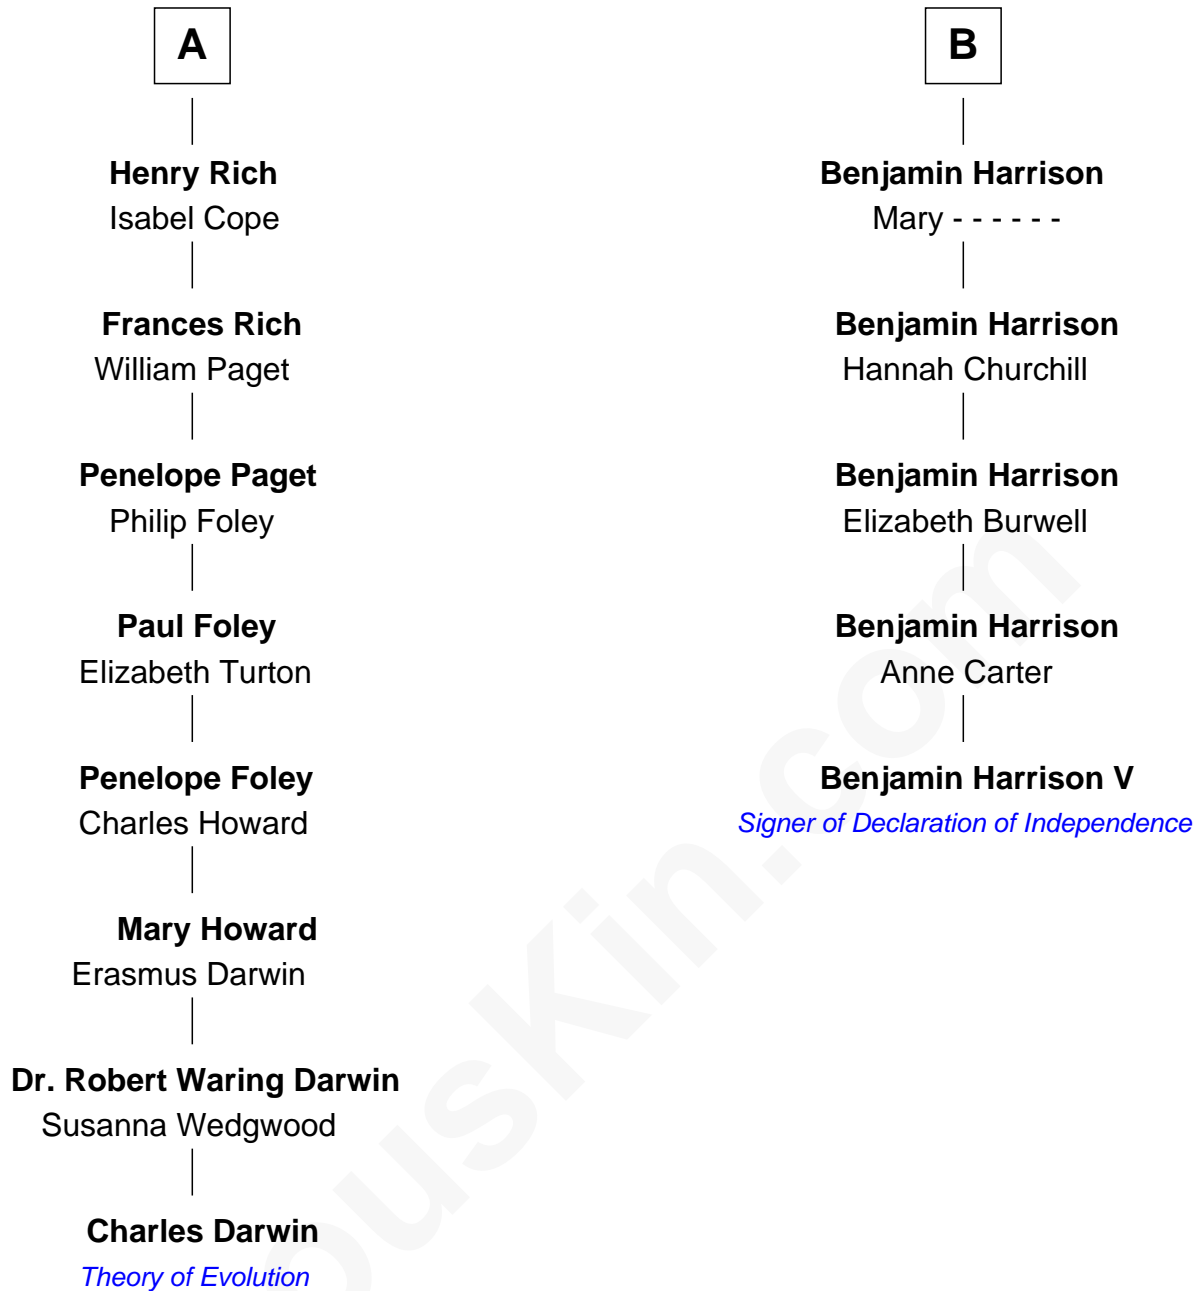 A
Henry Rich
Isabel Cope
Frances Rich
William Paget
Penelope Paget
Philip Foley
Paul Foley
Elizabeth Turton
Penelope Foley
Charles Howard
Mary Howard
Erasmus Darwin
Dr. Robert Waring Darwin
Susanna Wedgwood
Charles Darwin
Theory of Evolution
B
Benjamin Harrison
Mary - - - - - -
Benjamin Harrison
Hannah Churchill
Benjamin Harrison
Elizabeth Burwell
Benjamin Harrison
Anne Carter
Benjamin Harrison V
Signer of Declaration of Independence
ousKin.com